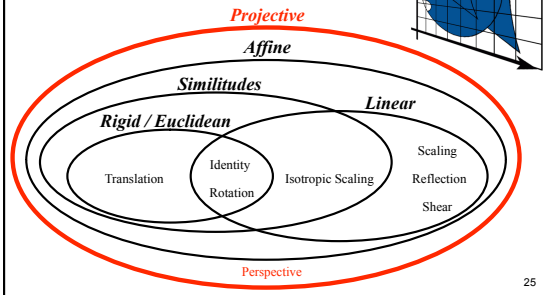 Projective
Affine
Similitudes
Linear
Rigid / Euclidean
Scaling
Identity
Translation
Isotropic Scaling
Reflection
Rotation
Shear
Perspective
25